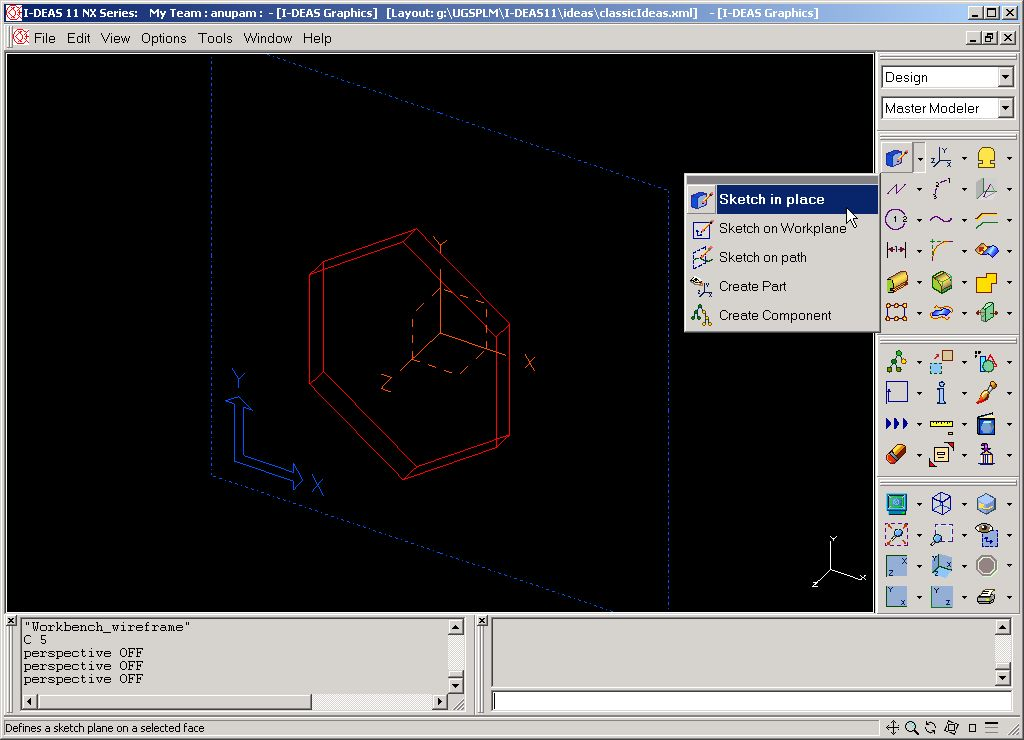 I-DEAS 11 NX Series: My Team : anupam : - [I-DEAS Graphics] [Layout: g:\UGSPLM\I-DEAS11\ideas\classicIdeas.xml] - [I-DEAS Graphics]
File Edit View Options Tools Window Help
Design
Master Modeler
Sketch in place
Sketch on Workplane
Sketch on path
Create Part
Create Component
Y
X
Z
Y
X
Y
X
Z
"Workbench_wireframe"
C 5
perspective OFF
perspective OFF
perspective OFF
Defines a sketch plane on a selected face